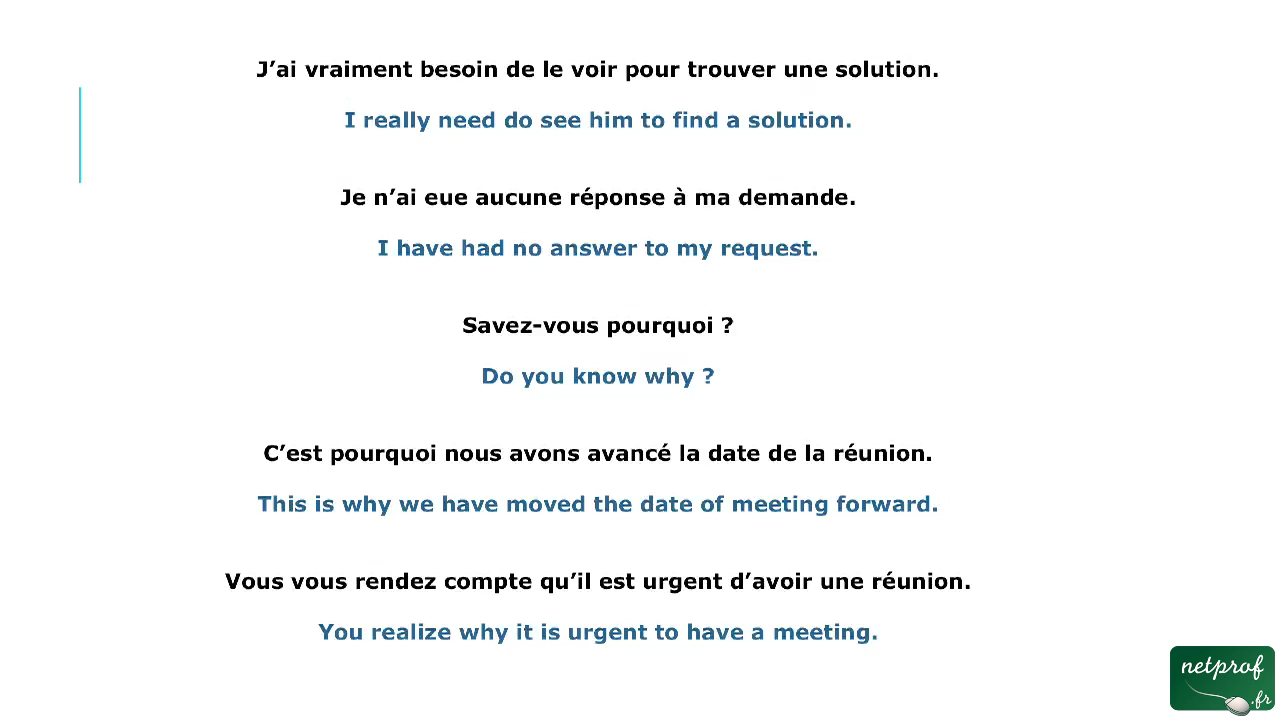 J’ai vraiment besoin de le voir pour trouver une solution.
I really need do see him to find a solution.
Je n’ai eue aucune réponse à ma demande.
I have had no answer to my request.
Savez-vous pourquoi ?
Do you know why ?
C’est pourquoi nous avons avancé la date de la réunion.
This is why we have moved the date of meeting forward.
Vous vous rendez compte qu’il est urgent d’avoir une réunion.
You realize why it is urgent to have a meeting.
netprof
.fr